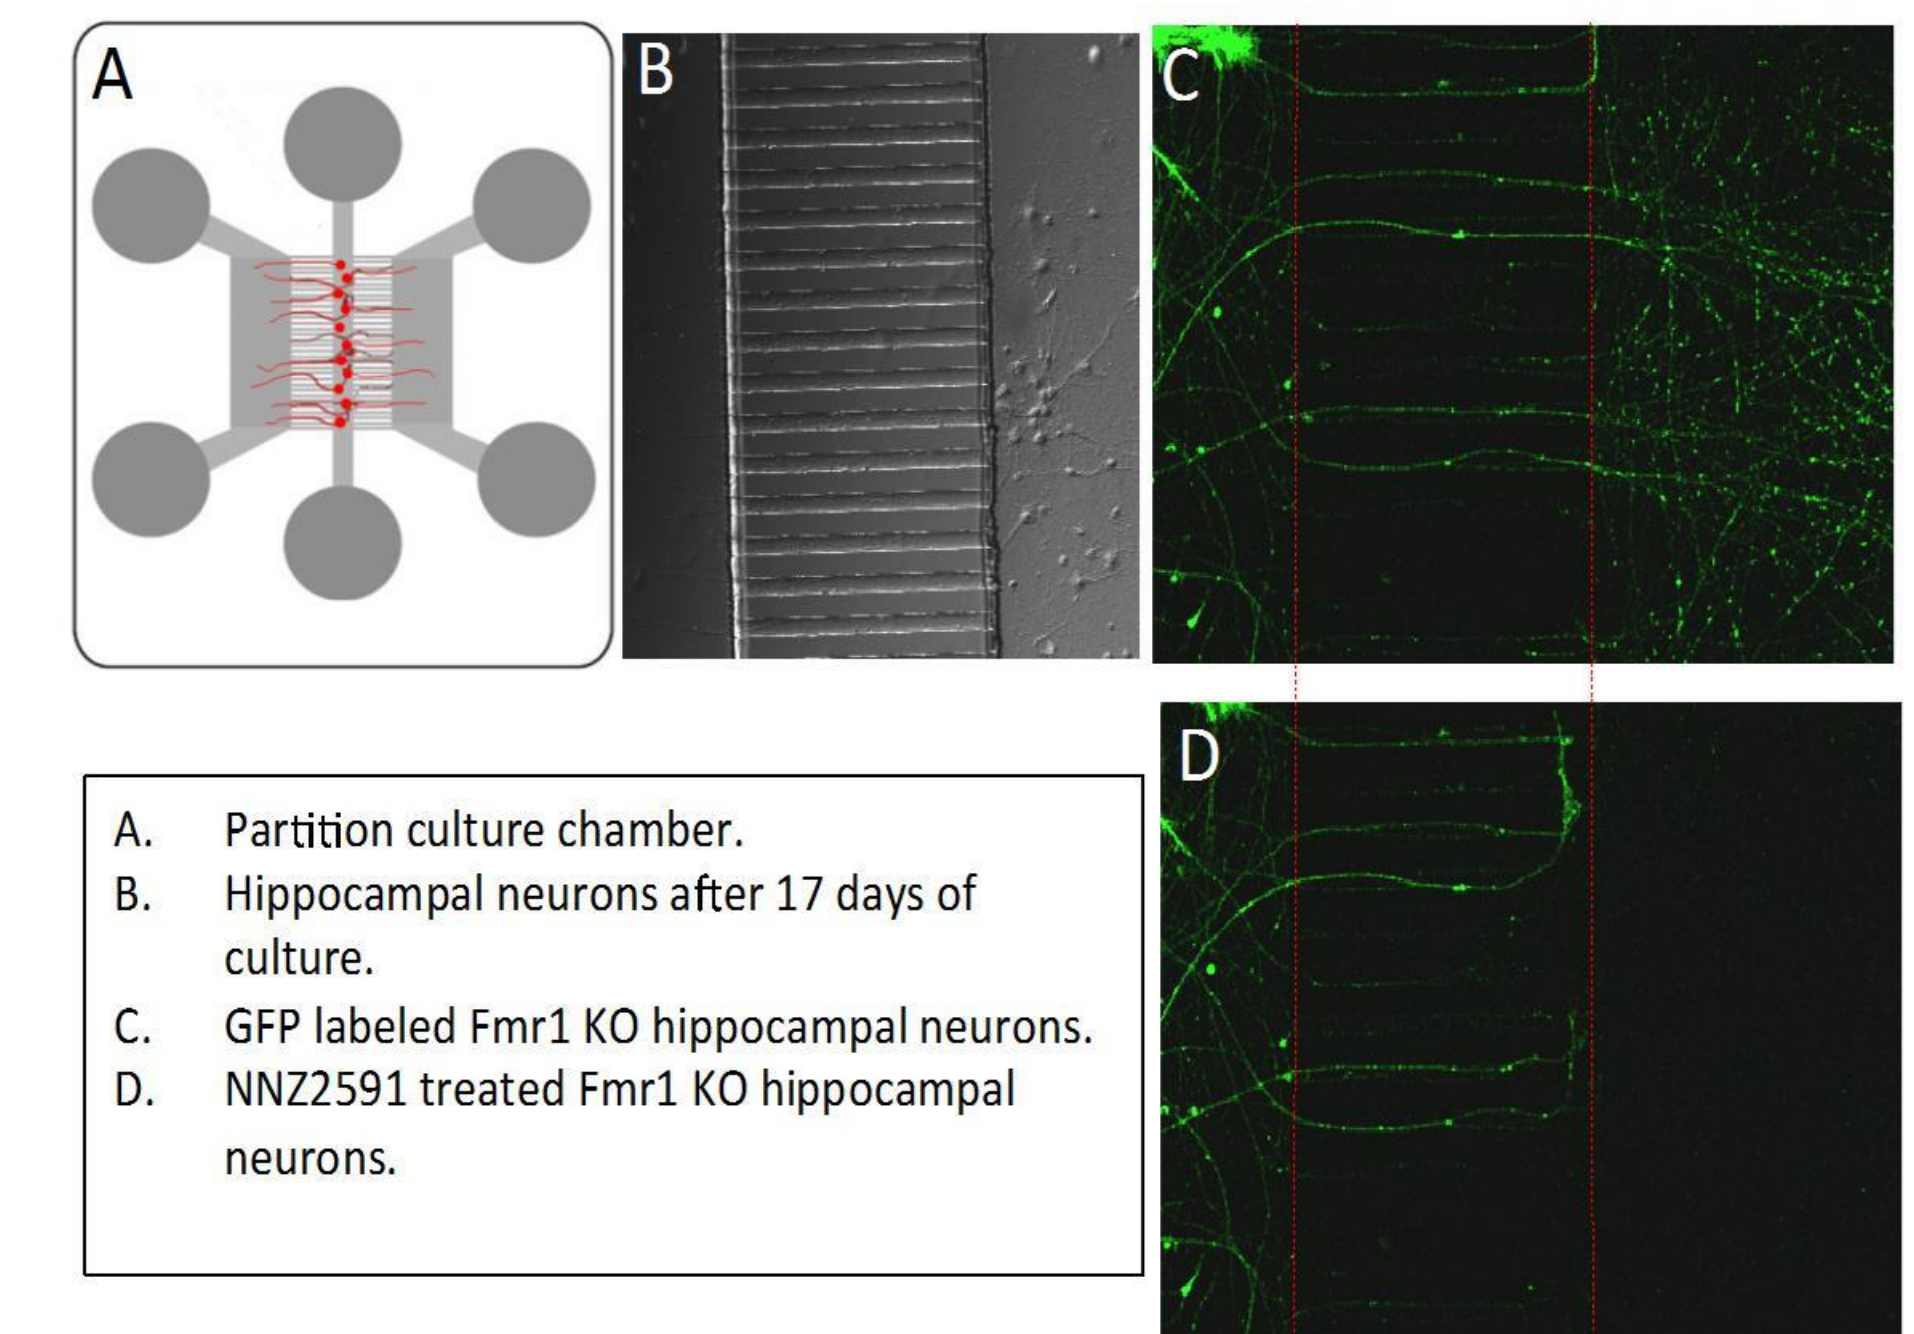 A
B
C
A. Partition culture chamber.
B. Hippocampal neurons after 17 days of
culture.
C. GFP labeled Fmr1 KO hippocampal neurons.
D. NNZ2591 treated Fmr1 KO hippocampal
neurons.
D